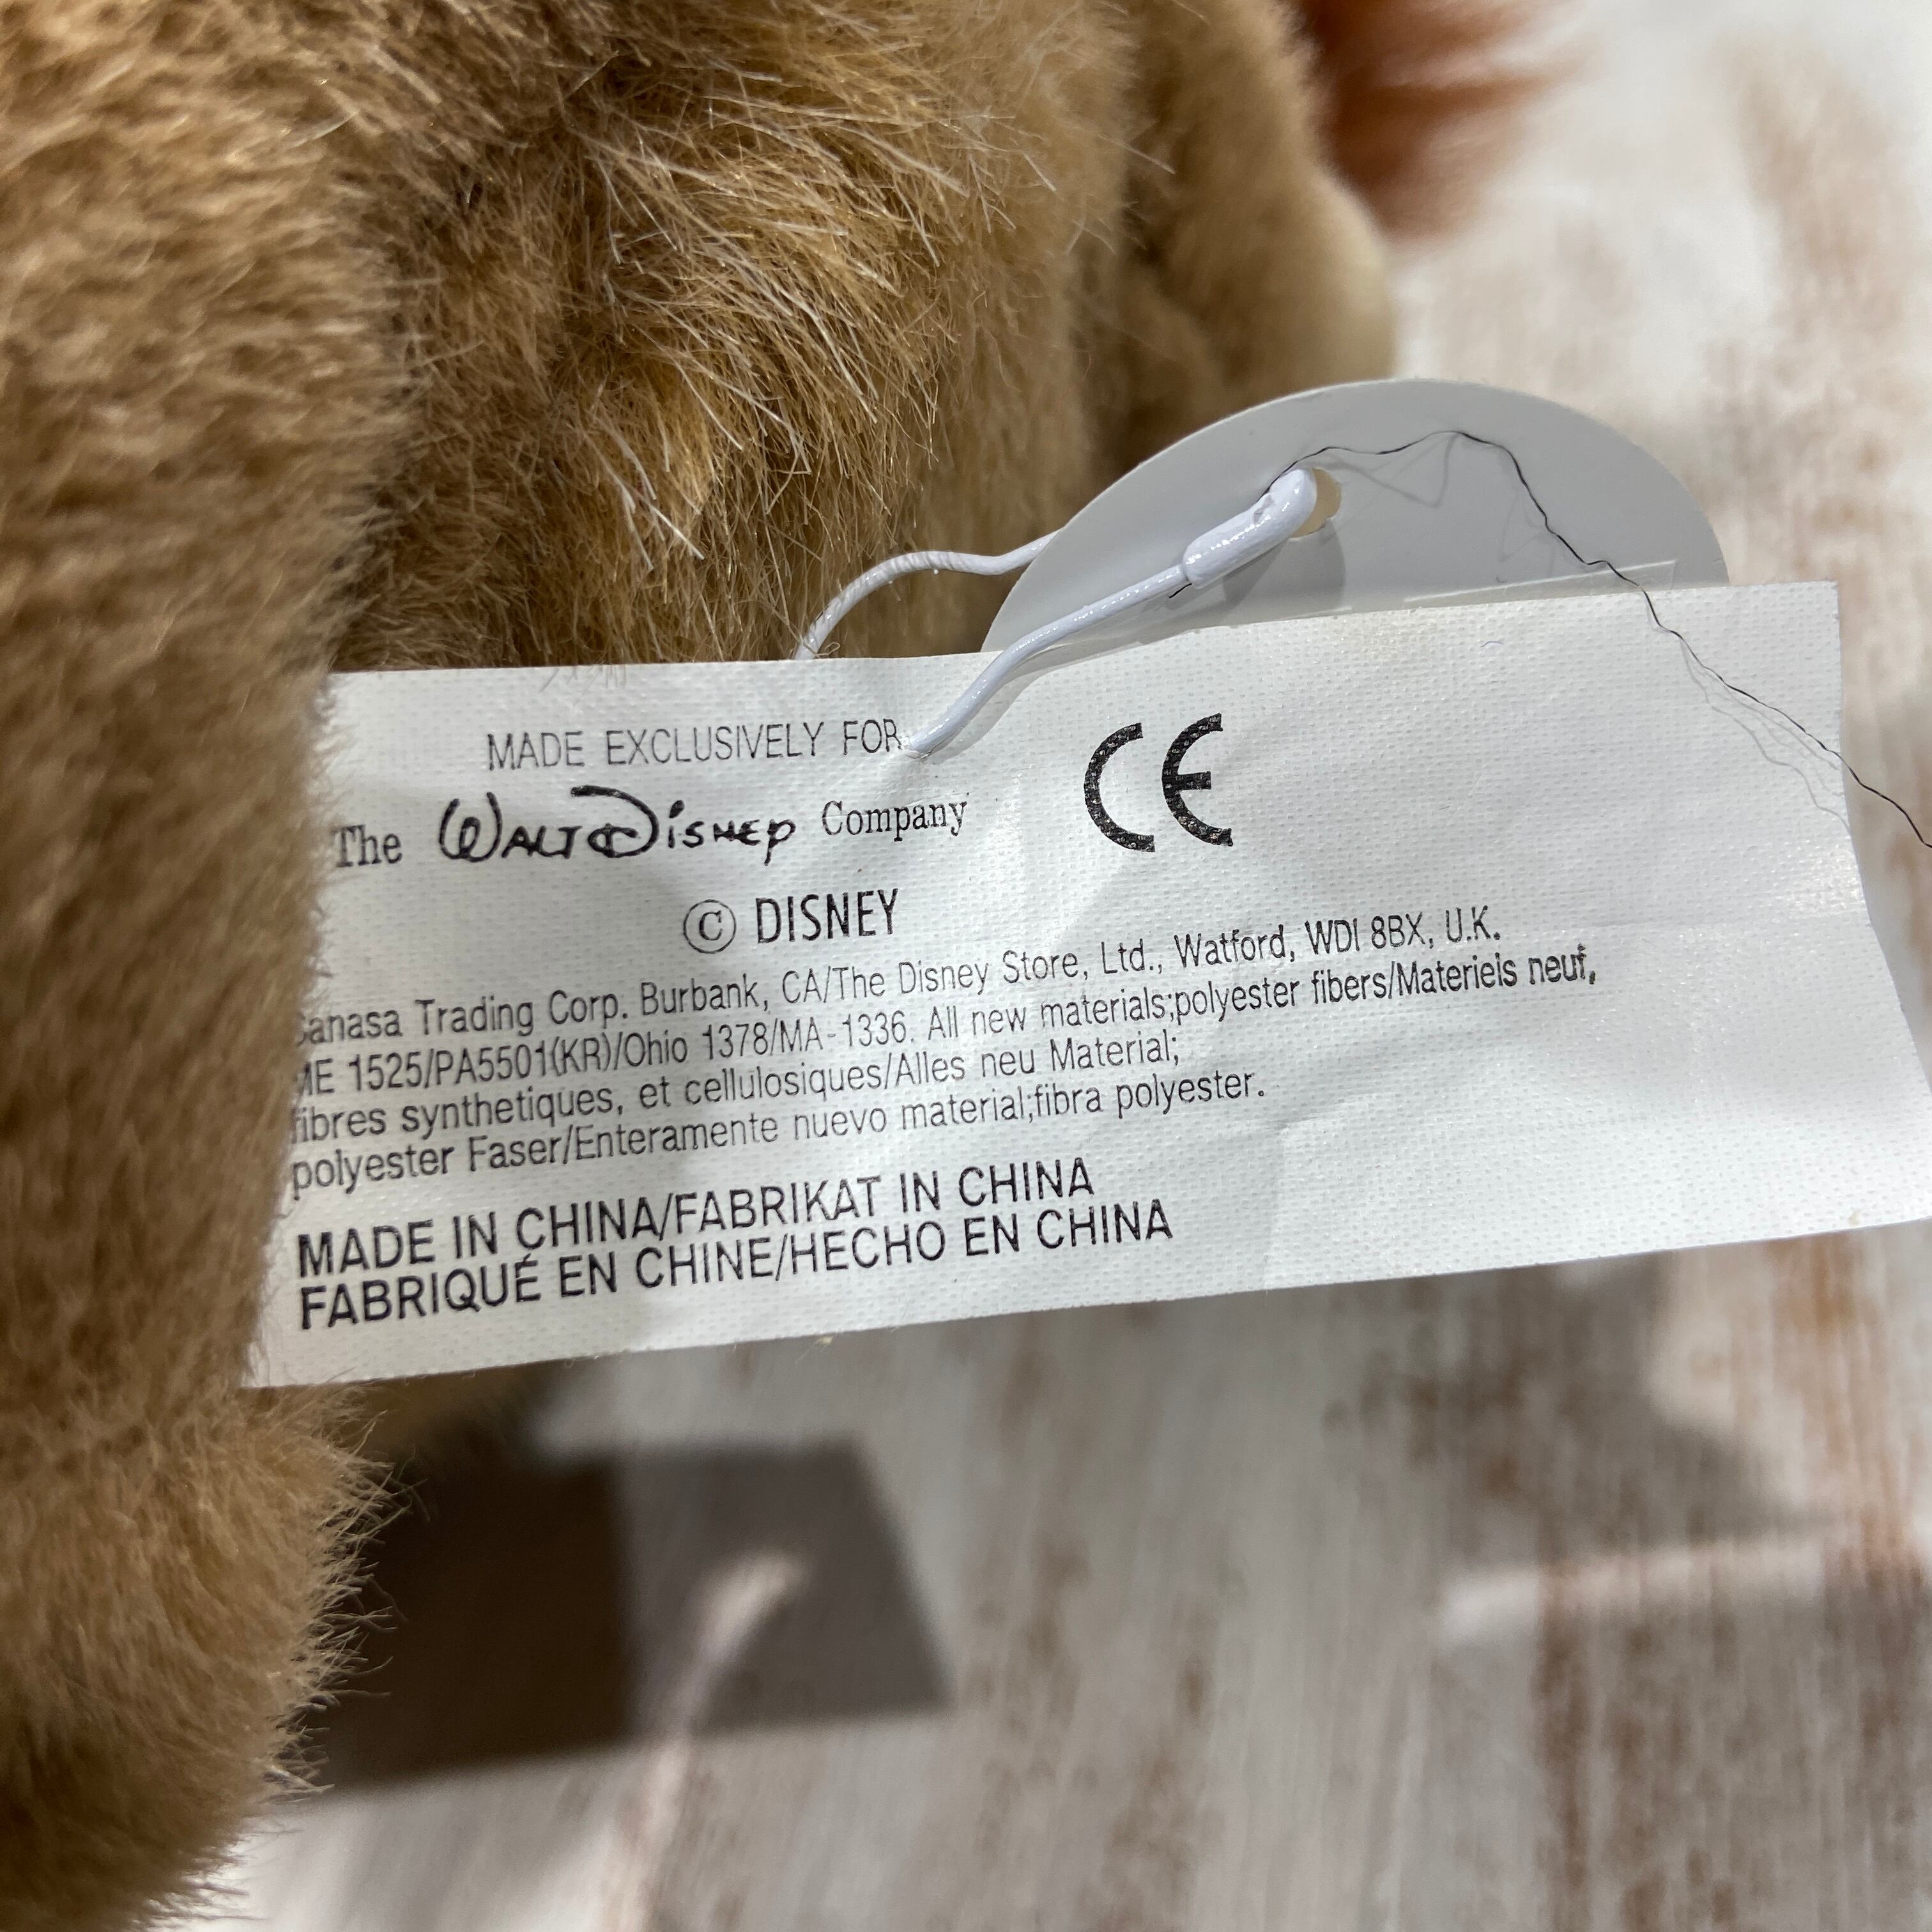 MADE EXCLUSIVELY FOR
The WALT DISNEY Company
CE
© DISNEY
Trading Corp. Burbank, CA/The Disney Store, Ltd., Watford, WDI 8BX, U.K.
1525/PA5501(KR)/Ohio 1378/MA-1336. All new materials;polyester fibers/Materiels neuf,
fibres synthetiques, et cellulosiques/Alles neu Material;
polyester Faser/Enteramente nuevo material;fibra polyester.
MADE IN CHINA/FABRIKAT IN CHINA
FABRIQUÉ EN CHINE/HECHO EN CHINA